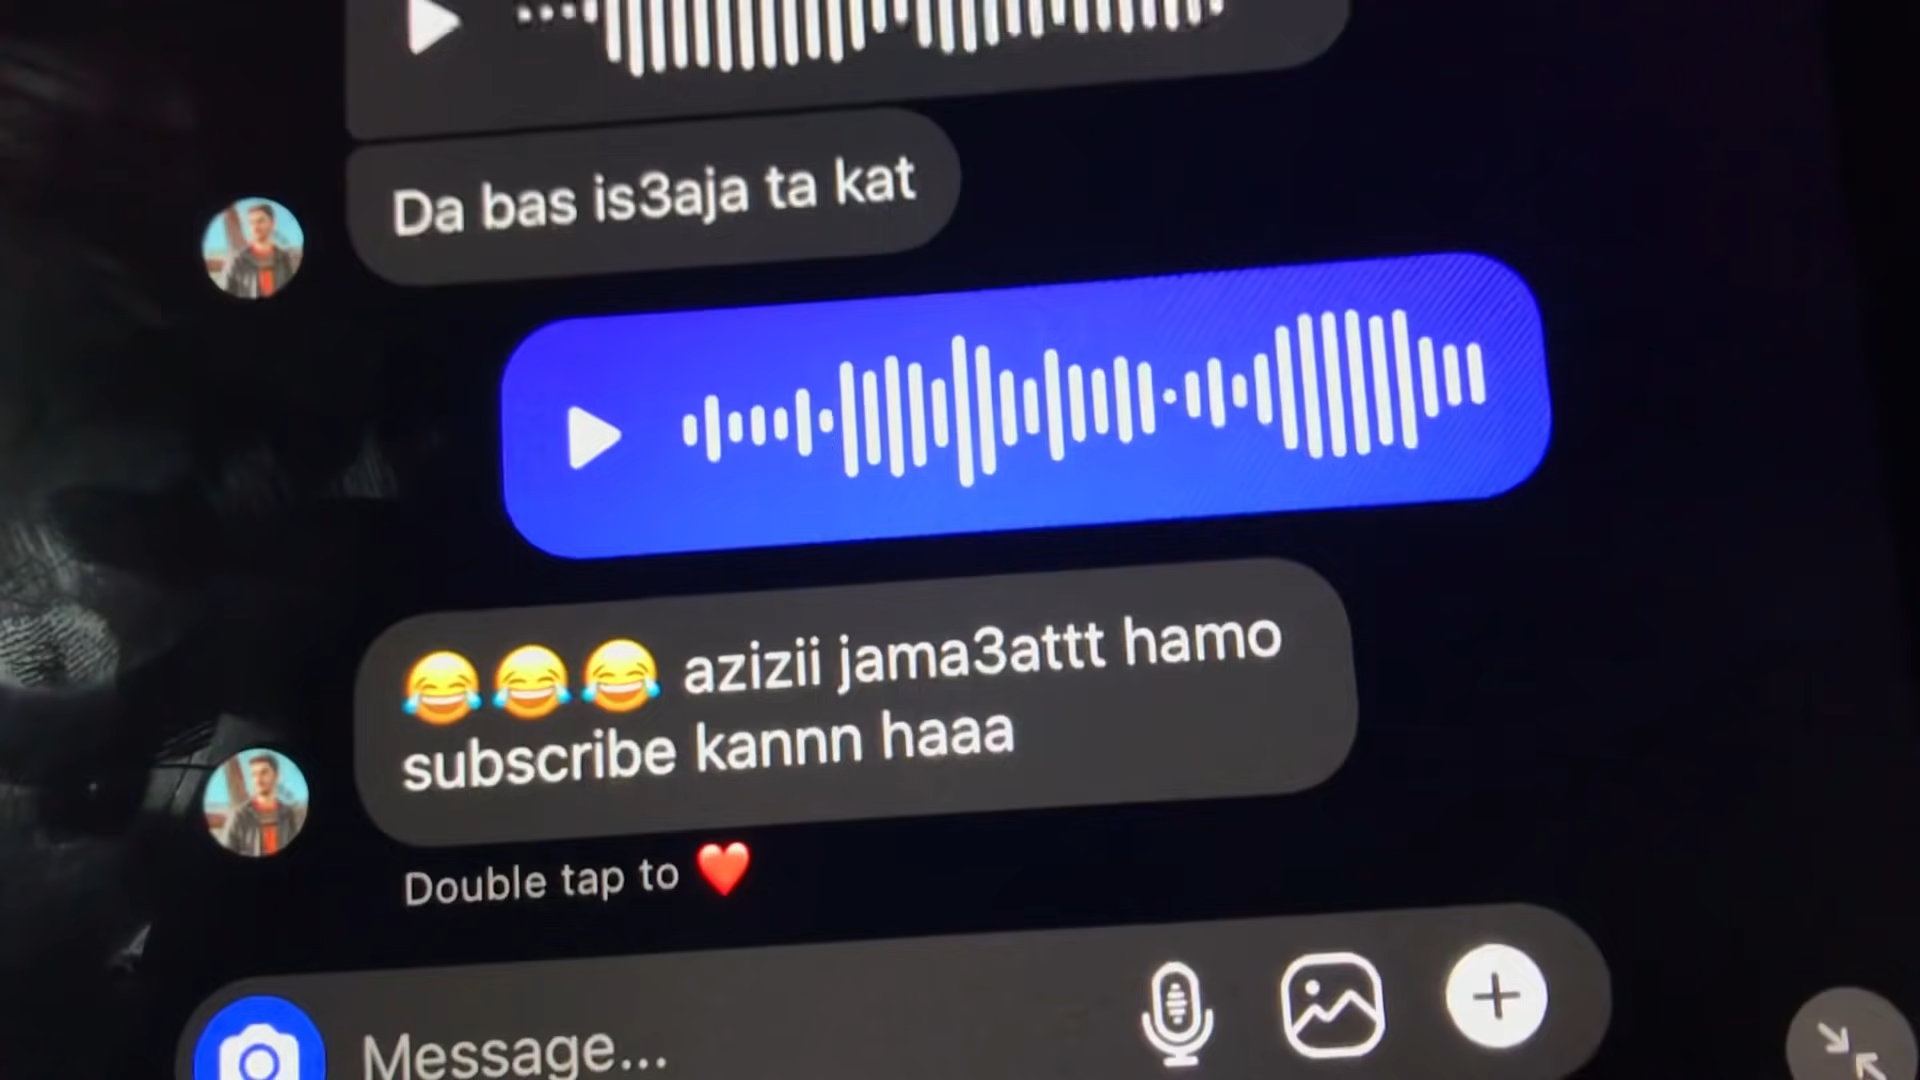 Da bas is3aja ta kat
😂😂😂 azizii jama3attt hamo
subscribe kannn haaa
Double tap to ❤️
Message...